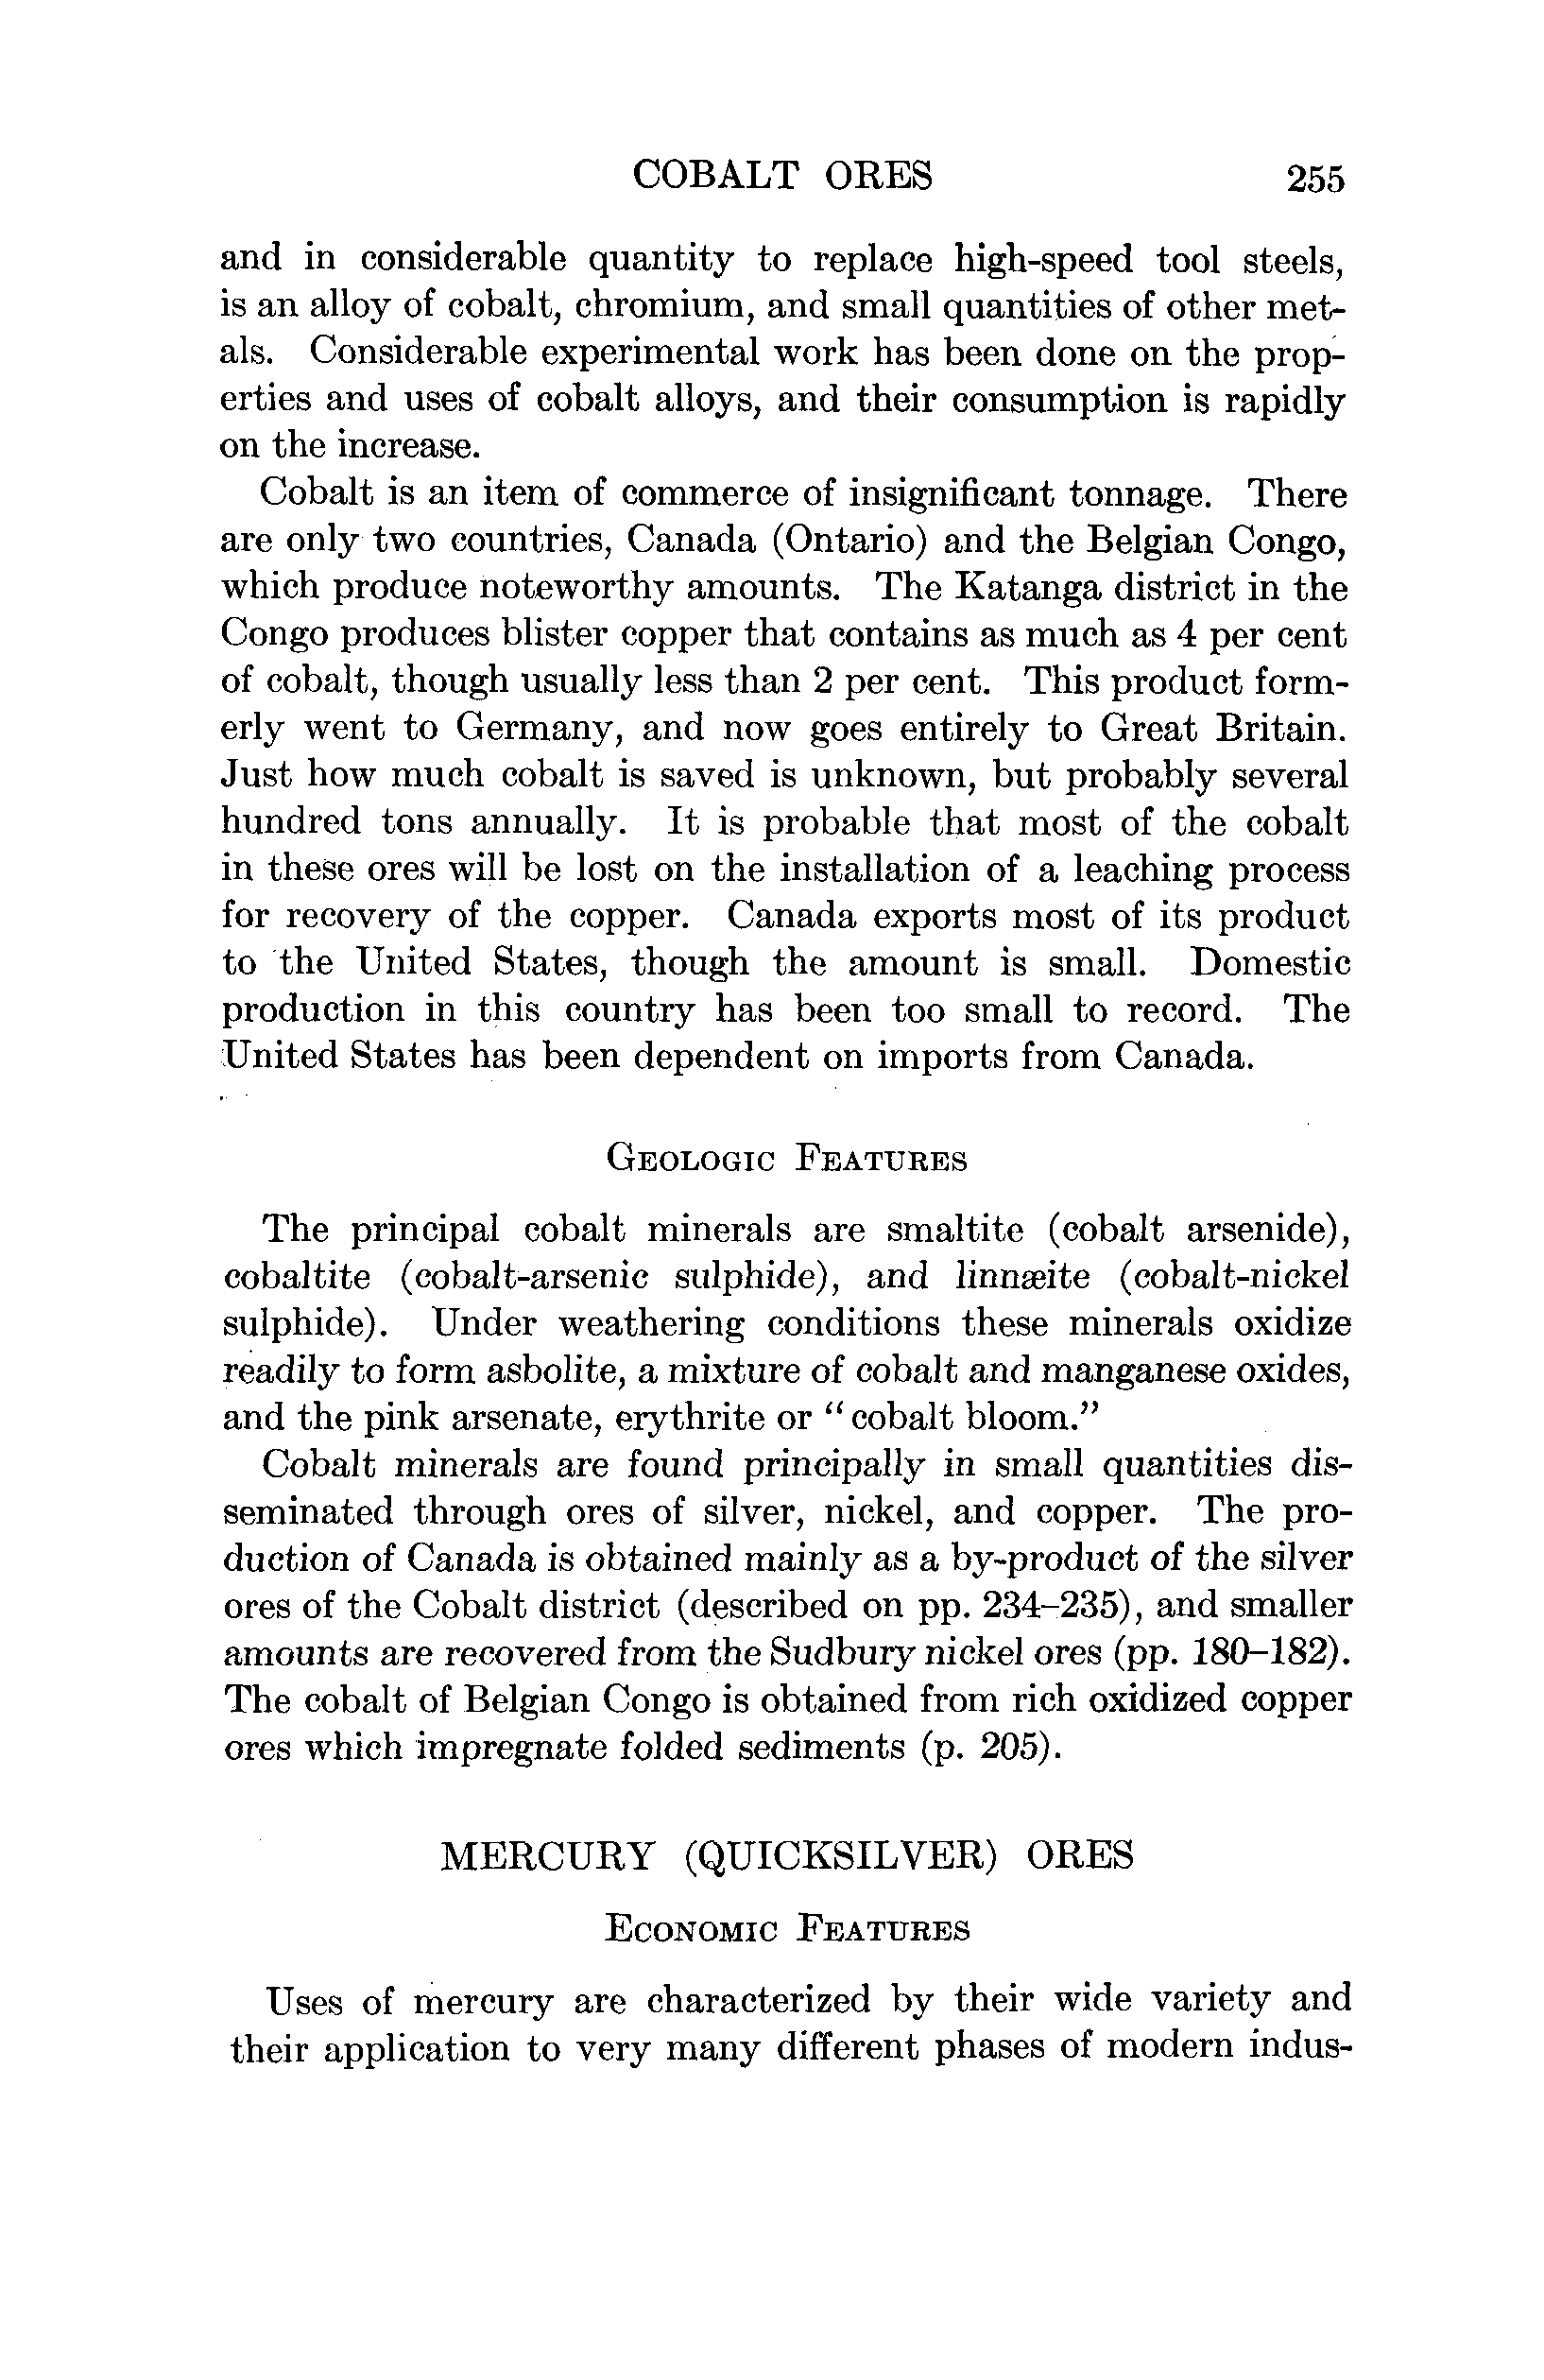 COBALT ORES 255
and in considerable quantity to replace high-speed tool steels,
is an alloy of cobalt, chromium, and small quantities of other met-
als. Considerable experimental work has been done on the prop-
erties and uses of cobalt alloys, and their consumption is rapidly
on the increase.
Cobalt is an item of commerce of insignificant tonnage. There
are only two countries, Canada (Ontario) and the Belgian Congo,
which produce noteworthy amounts. The Katanga district in the
Congo produces blister copper that contains as much as 4 per cent
of cobalt, though usually less than 2 per cent. This product form-
erly went to Germany, and now goes entirely to Great Britain.
Just how much cobalt is saved is unknown, but probably several
hundred tons annually. It is probable that most of the cobalt
in these ores will be lost on the installation of a leaching process
for recovery of the copper. Canada exports most of its product
to the United States, though the amount is small. Domestic
production in this country has been too small to record. The
United States has been dependent on imports from Canada.
GEOLOGIC FEATURES
The principal cobalt minerals are smaltite (cobalt arsenide),
cobaltite (cobalt-arsenic sulphide), and linnæite (cobalt-nickel
sulphide). Under weathering conditions these minerals oxidize
readily to form asbolite, a mixture of cobalt and manganese oxides,
and the pink arsenate, erythrite or “cobalt bloom.”
Cobalt minerals are found principally in small quantities dis-
seminated through ores of silver, nickel, and copper. The pro-
duction of Canada is obtained mainly as a by-product of the silver
ores of the Cobalt district (described on pp. 234–235), and smaller
amounts are recovered from the Sudbury nickel ores (pp. 180–182).
The cobalt of Belgian Congo is obtained from rich oxidized copper
ores which impregnate folded sediments (p. 205).
MERCURY (QUICKSILVER) ORES
ECONOMIC FEATURES
Uses of mercury are characterized by their wide variety and
their application to very many different phases of modern indus-